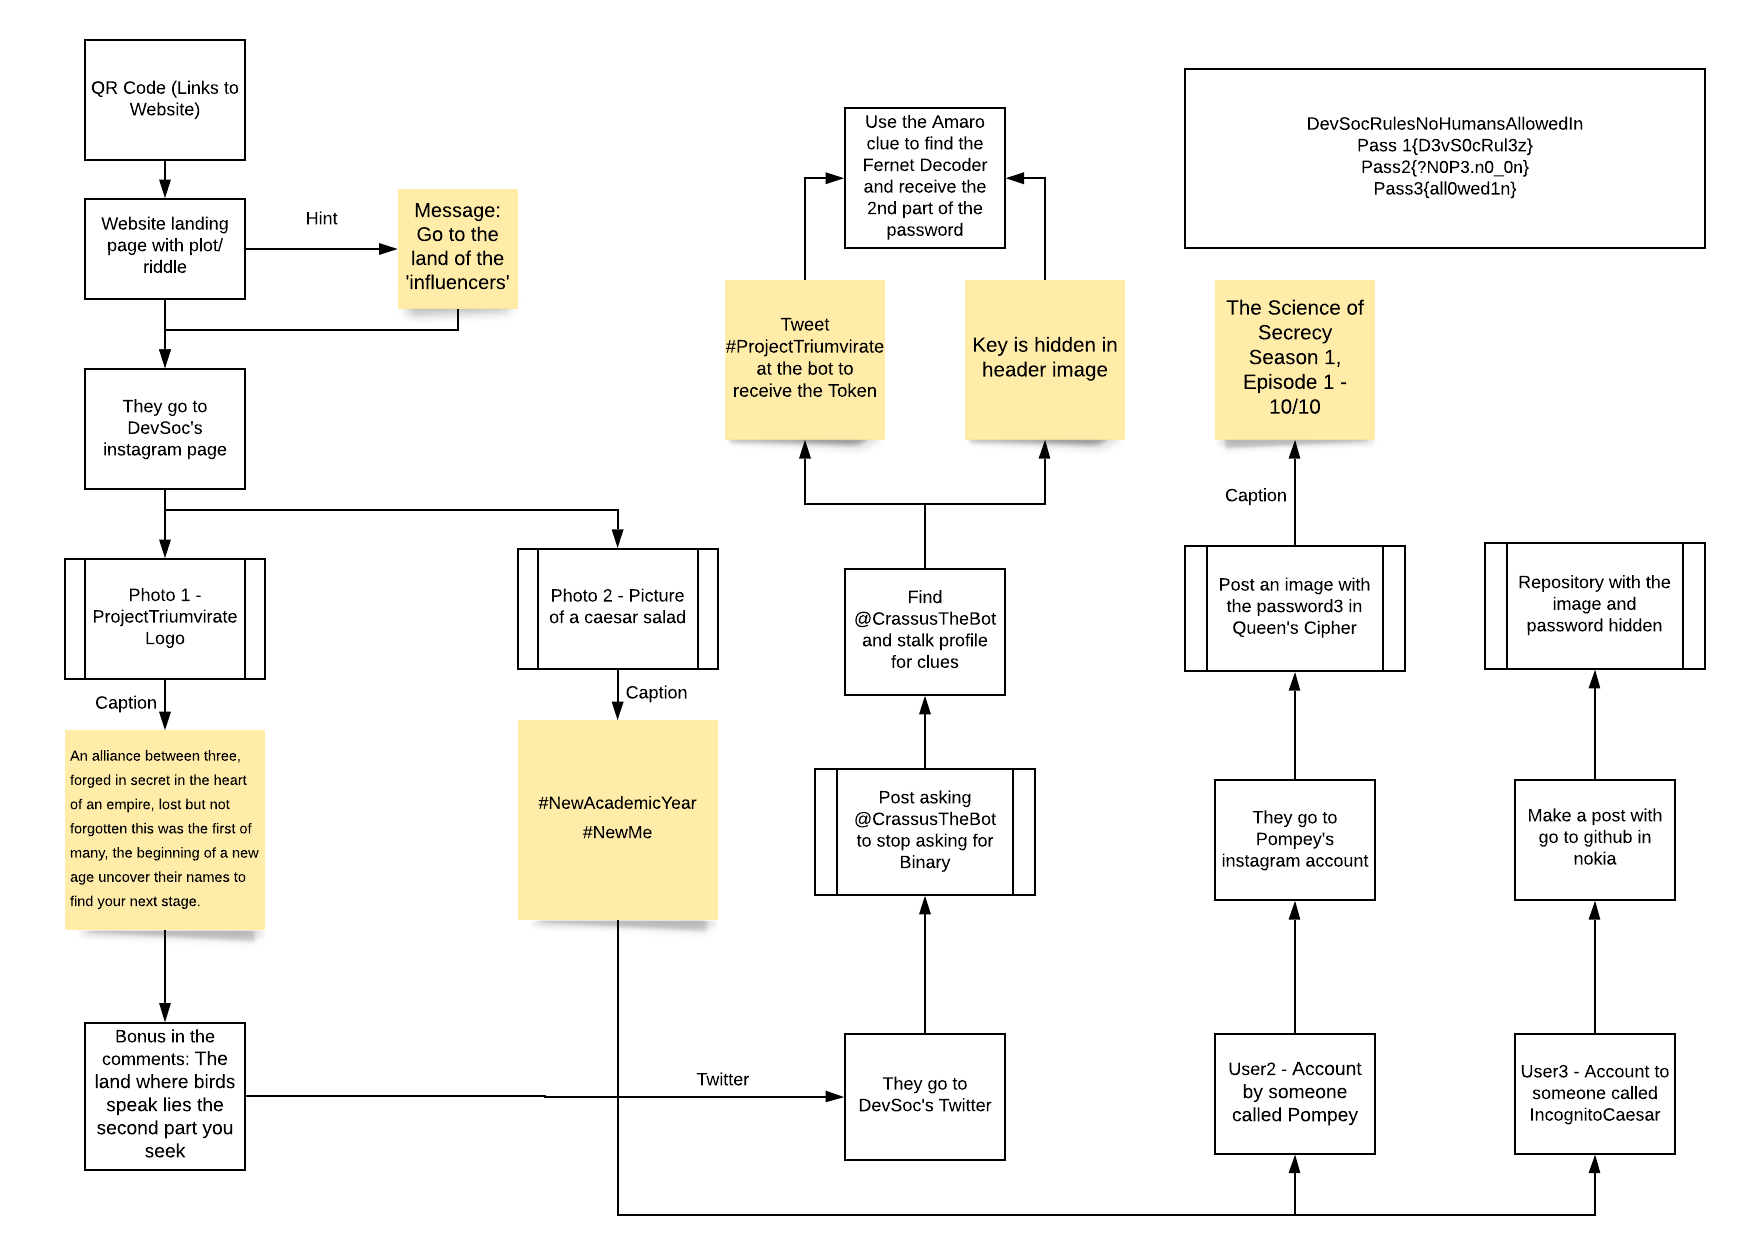 QR Code (Links to
Website)
Website landing
page with plot/
riddle
Hint
Message:
Go to the
land of the
'influencers'
They go to
DevSoc's
instagram page
Photo 1 -
ProjectTriumvirate
Logo
Caption
An alliance between three,
forged in secret in the heart
of an empire, lost but not
forgotten this was the first of
many, the beginning of a new
age uncover their names to
find your next stage.
Bonus in the
comments: The
land where birds
speak lies the
second part you
seek
Photo 2 - Picture
of a caesar salad
Caption
#NewAcademicYear
#NewMe
Twitter
They go to
DevSoc's Twitter
Post asking
@CrassusTheBot
to stop asking for
Binary
Find
@CrassusTheBot
and stalk profile
for clues
Tweet
#ProjectTriumvirate
at the bot to
receive the Token
Key is hidden in
header image
Use the Amaro
clue to find the
Fernet Decoder
and receive the
2nd part of the
password
DevSocRulesNoHumansAllowedIn
Pass 1{D3vS0cRul3z}
Pass2{?N0P3.n0_0n}
Pass3{all0wed1n}
The Science of
Secrecy
Season 1,
Episode 1 -
10/10
Caption
Post an image with
the password3 in
Queen's Cipher
They go to
Pompey's
instagram account
User2 - Account
by someone
called Pompey
Repository with the
image and
password hidden
Make a post with
go to github in
nokia
User3 - Account to
someone called
IncognitoCaesar